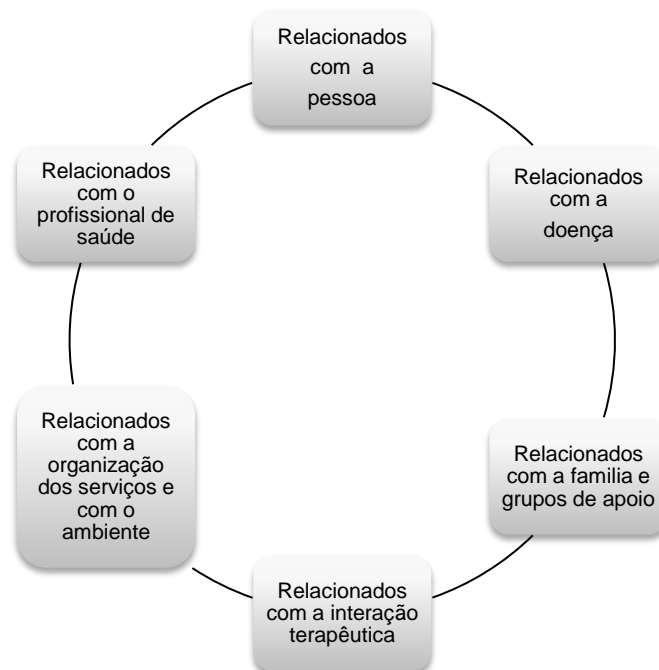 Relacionados
com a
pessoa
Relacionados
com a
doença
Relacionados
com a familia e
grupos de apoio
Relacionados
com a interação
terapêutica
Relacionados
com a
organização
dos serviços e
com o
ambiente
Relacionados
com o
profissional de
saúde